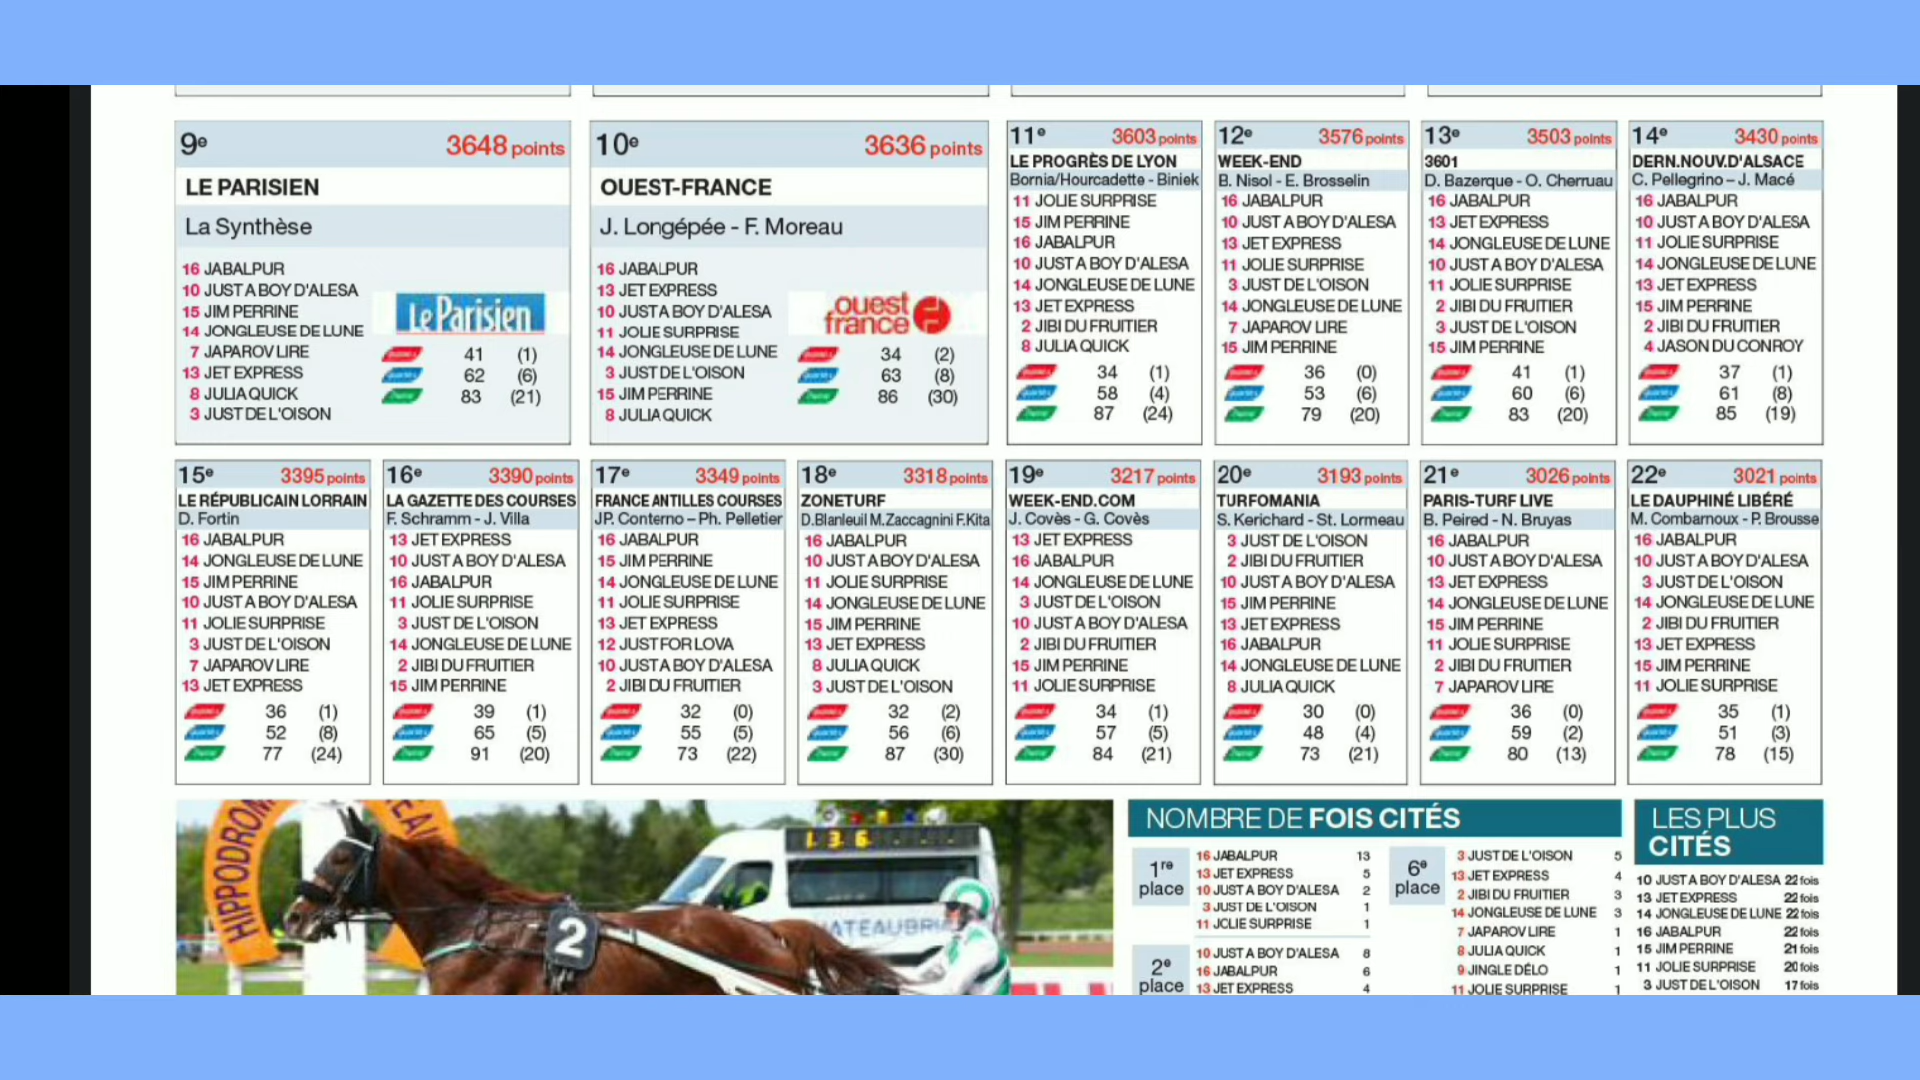 9e 3648 points
LE PARISIEN
La Synthèse
16 JABALPUR
10 JUST A BOY D'ALESA
15 JIM PERRINE
14 JONGLEUSE DE LUNE
7 JAPAROV LIRE
13 JET EXPRESS
8 JULIA QUICK
3 JUST DE L'OISON
Le Parisien
41 (1)
62 (6)
83 (21)
10e 3636 points
OUEST-FRANCE
J. Longépée - F. Moreau
16 JABALPUR
13 JET EXPRESS
10 JUST A BOY D'ALESA
11 JOLIE SURPRISE
14 JONGLEUSE DE LUNE
3 JUST DE L'OISON
15 JIM PERRINE
8 JULIA QUICK
ouest
france
34 (2)
63 (8)
86 (30)
11e 3603 points
LE PROGRÈS DE LYON
Bornia/Hourcadette - Biniek
11 JOLIE SURPRISE
15 JIM PERRINE
16 JABALPUR
10 JUST A BOY D'ALESA
14 JONGLEUSE DE LUNE
13 JET EXPRESS
2 JIBI DU FRUITIER
8 JULIA QUICK
34 (1)
58 (4)
87 (24)
12e 3576 points
WEEK-END
B. Nisol - E. Brosselin
16 JABALPUR
10 JUST A BOY D'ALESA
13 JET EXPRESS
11 JOLIE SURPRISE
3 JUST DE L'OISON
14 JONGLEUSE DE LUNE
7 JAPAROV LIRE
15 JIM PERRINE
36 (0)
53 (6)
79 (20)
13e 3503 points
3601
D. Bazerque - O. Cherruau
16 JABALPUR
13 JET EXPRESS
14 JONGLEUSE DE LUNE
10 JUST A BOY D'ALESA
11 JOLIE SURPRISE
2 JIBI DU FRUITIER
3 JUST DE L'OISON
15 JIM PERRINE
41 (1)
60 (6)
83 (20)
14e 3430 points
DERN.NOUV.D'ALSACE
C. Pellegrino - J. Macé
16 JABALPUR
10 JUST A BOY D'ALESA
11 JOLIE SURPRISE
14 JONGLEUSE DE LUNE
13 JET EXPRESS
15 JIM PERRINE
2 JIBI DU FRUITIER
4 JASON DU CONROY
37 (1)
61 (8)
85 (19)
15e 3395 points
LE RÉPUBLICAIN LORRAIN
D. Fortin
16 JABALPUR
14 JONGLEUSE DE LUNE
15 JIM PERRINE
10 JUST A BOY D'ALESA
11 JOLIE SURPRISE
3 JUST DE L'OISON
7 JAPAROV LIRE
13 JET EXPRESS
36 (1)
52 (8)
77 (24)
16e 3390 points
LA GAZETTE DES COURSES
F. Schramm - J. Villa
13 JET EXPRESS
10 JUST A BOY D'ALESA
16 JABALPUR
11 JOLIE SURPRISE
3 JUST DE L'OISON
14 JONGLEUSE DE LUNE
2 JIBI DU FRUITIER
15 JIM PERRINE
39 (1)
65 (5)
91 (20)
17e 3349 points
FRANCE ANTILLES COURSES
JP. Conterno - Ph. Pelletier
16 JABALPUR
15 JIM PERRINE
14 JONGLEUSE DE LUNE
11 JOLIE SURPRISE
13 JET EXPRESS
12 JUST FOR LOVA
10 JUST A BOY D'ALESA
2 JIBI DU FRUITIER
32 (0)
55 (5)
73 (22)
18e 3318 points
ZONETURF
D.Blanleuil M.Zaccagnini F.Kita
16 JABALPUR
10 JUST A BOY D'ALESA
11 JOLIE SURPRISE
14 JONGLEUSE DE LUNE
15 JIM PERRINE
13 JET EXPRESS
8 JULIA QUICK
3 JUST DE L'OISON
32 (2)
56 (6)
87 (30)
19e 3217 points
WEEK-END.COM
J. Covès - G. Covès
13 JET EXPRESS
16 JABALPUR
14 JONGLEUSE DE LUNE
3 JUST DE L'OISON
10 JUST A BOY D'ALESA
2 JIBI DU FRUITIER
15 JIM PERRINE
11 JOLIE SURPRISE
34 (1)
57 (5)
84 (21)
20e 3193 points
TURFOMANIA
S. Kerichard - St. Lormeau
3 JUST DE L'OISON
2 JIBI DU FRUITIER
10 JUST A BOY D'ALESA
15 JIM PERRINE
13 JET EXPRESS
16 JABALPUR
14 JONGLEUSE DE LUNE
8 JULIA QUICK
30 (0)
48 (4)
73 (21)
21e 3026 points
PARIS-TURF LIVE
B. Peired - N. Bruyas
16 JABALPUR
10 JUST A BOY D'ALESA
13 JET EXPRESS
14 JONGLEUSE DE LUNE
15 JIM PERRINE
11 JOLIE SURPRISE
2 JIBI DU FRUITIER
7 JAPAROV LIRE
36 (0)
59 (2)
80 (13)
22e 3021 points
LE DAUPHINÉ LIBÉRÉ
M. Combarnoux - P. Brousse
16 JABALPUR
10 JUST A BOY D'ALESA
3 JUST DE L'OISON
14 JONGLEUSE DE LUNE
2 JIBI DU FRUITIER
13 JET EXPRESS
15 JIM PERRINE
11 JOLIE SURPRISE
35 (1)
51 (3)
78 (15)
HIPPODROM
EAU
1 3 6
HATEAUBRI
2
NOMBRE DE FOIS CITÉS
1re place
16 JABALPUR 13
13 JET EXPRESS 5
10 JUST A BOY D'ALESA 2
3 JUST DE L'OISON 1
11 JOLIE SURPRISE 1
2e place
10 JUST A BOY D'ALESA 8
16 JABALPUR 6
13 JET EXPRESS 4
6e place
3 JUST DE L'OISON 5
13 JET EXPRESS 4
2 JIBI DU FRUITIER 3
14 JONGLEUSE DE LUNE 3
7 JAPAROV LIRE 1
8 JULIA QUICK 1
9 JINGLE DÉLO 1
11 JOLIE SURPRISE 1
LES PLUS
CITÉS
10 JUST A BOY D'ALESA 22 fois
13 JET EXPRESS 22 fois
14 JONGLEUSE DE LUNE 22 fois
16 JABALPUR 22 fois
15 JIM PERRINE 21 fois
11 JOLIE SURPRISE 20 fois
3 JUST DE L'OISON 17 fois